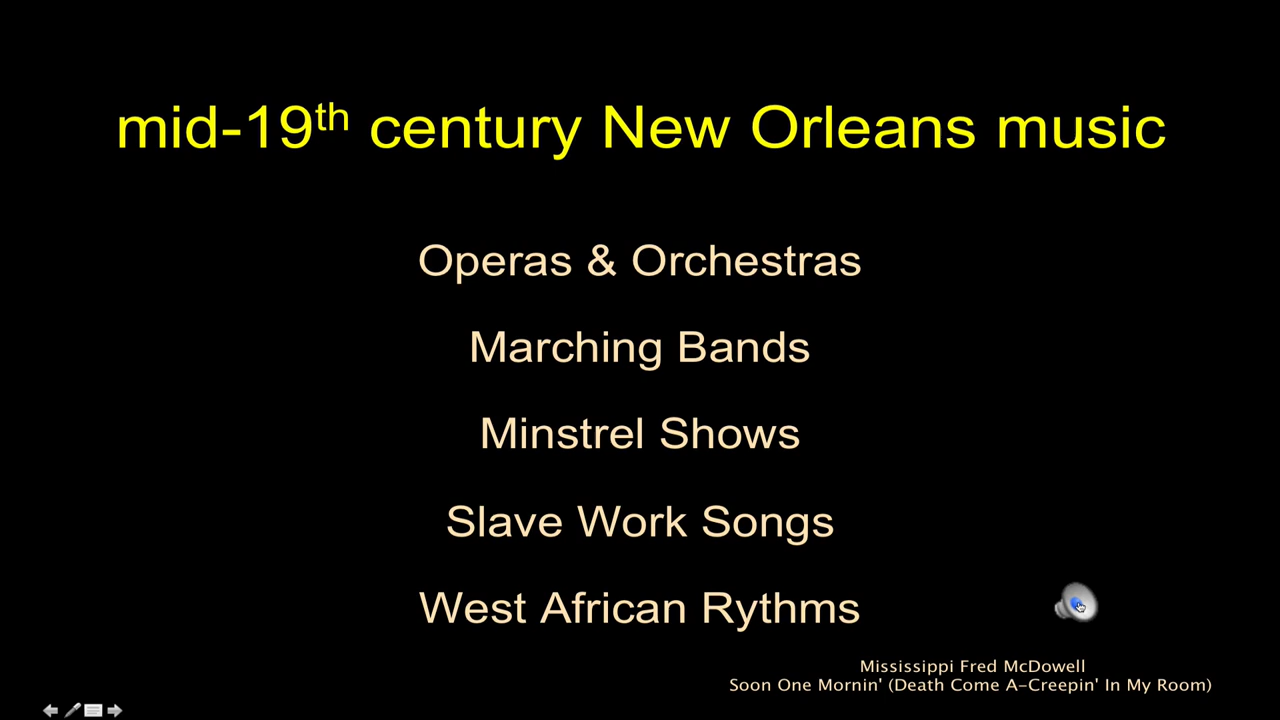 mid-19th century New Orleans music
Operas & Orchestras
Marching Bands
Minstrel Shows
Slave Work Songs
West African Rythms
Mississippi Fred McDowell
Soon One Mornin' (Death Come A-Creepin' In My Room)